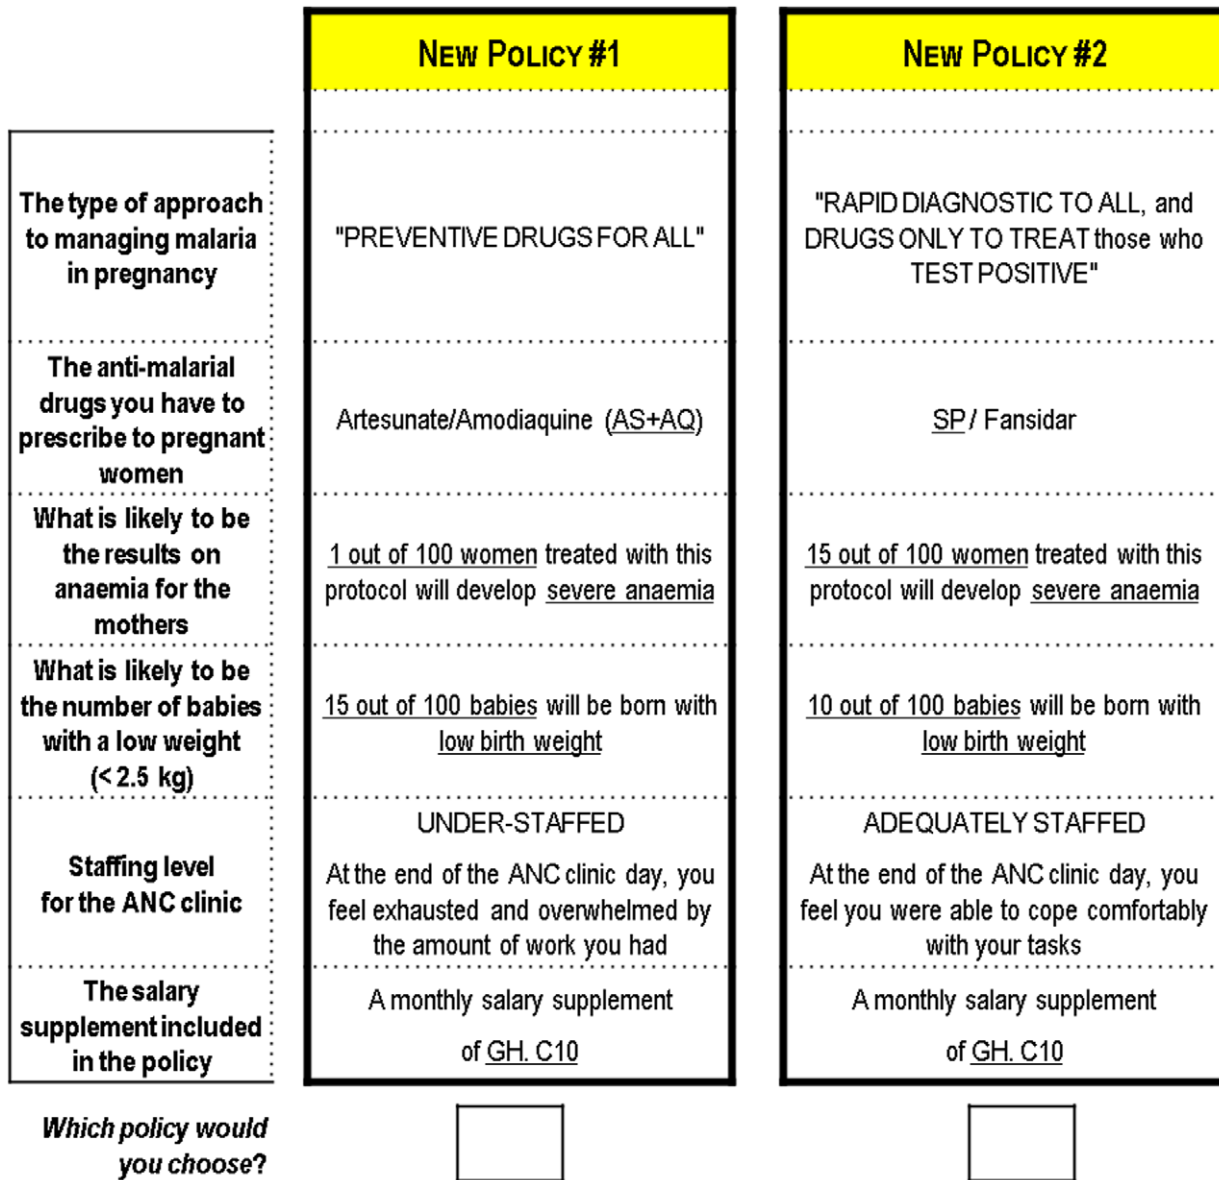 NEW POLICY #1
NEW POLICY #2
The type of approach
to managing malaria
in pregnancy
"PREVENTIVE DRUGS FOR ALL"
"RAPID DIAGNOSTIC TO ALL, and
DRUGS ONLY TO TREAT those who
TEST POSITIVE"
The anti-malarial
drugs you have to
prescribe to pregnant
women
Artesunate/Amodiaquine (AS+AQ)
SP / Fansidar
What is likely to be
the results on
anaemia for the
mothers
1 out of 100 women treated with this
protocol will develop severe anaemia
15 out of 100 women treated with this
protocol will develop severe anaemia
What is likely to be
the number of babies
with a low weight
(< 2.5 kg)
15 out of 100 babies will be born with
low birth weight
10 out of 100 babies will be born with
low birth weight
Staffing level
for the ANC clinic
UNDER-STAFFED
At the end of the ANC clinic day, you
feel exhausted and overwhelmed by
the amount of work you had
ADEQUATELY STAFFED
At the end of the ANC clinic day, you
feel you were able to cope comfortably
with your tasks
The salary
supplement included
in the policy
A monthly salary supplement
of GH. C10
A monthly salary supplement
of GH. C10
Which policy would
you choose?